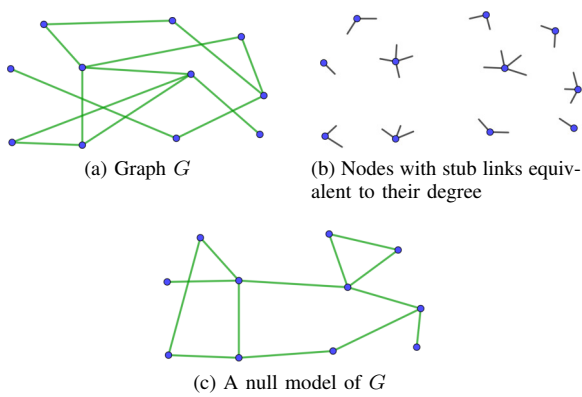 (a) Graph G
(b) Nodes with stub links equiv-
alent to their degree
(c) A null model of G